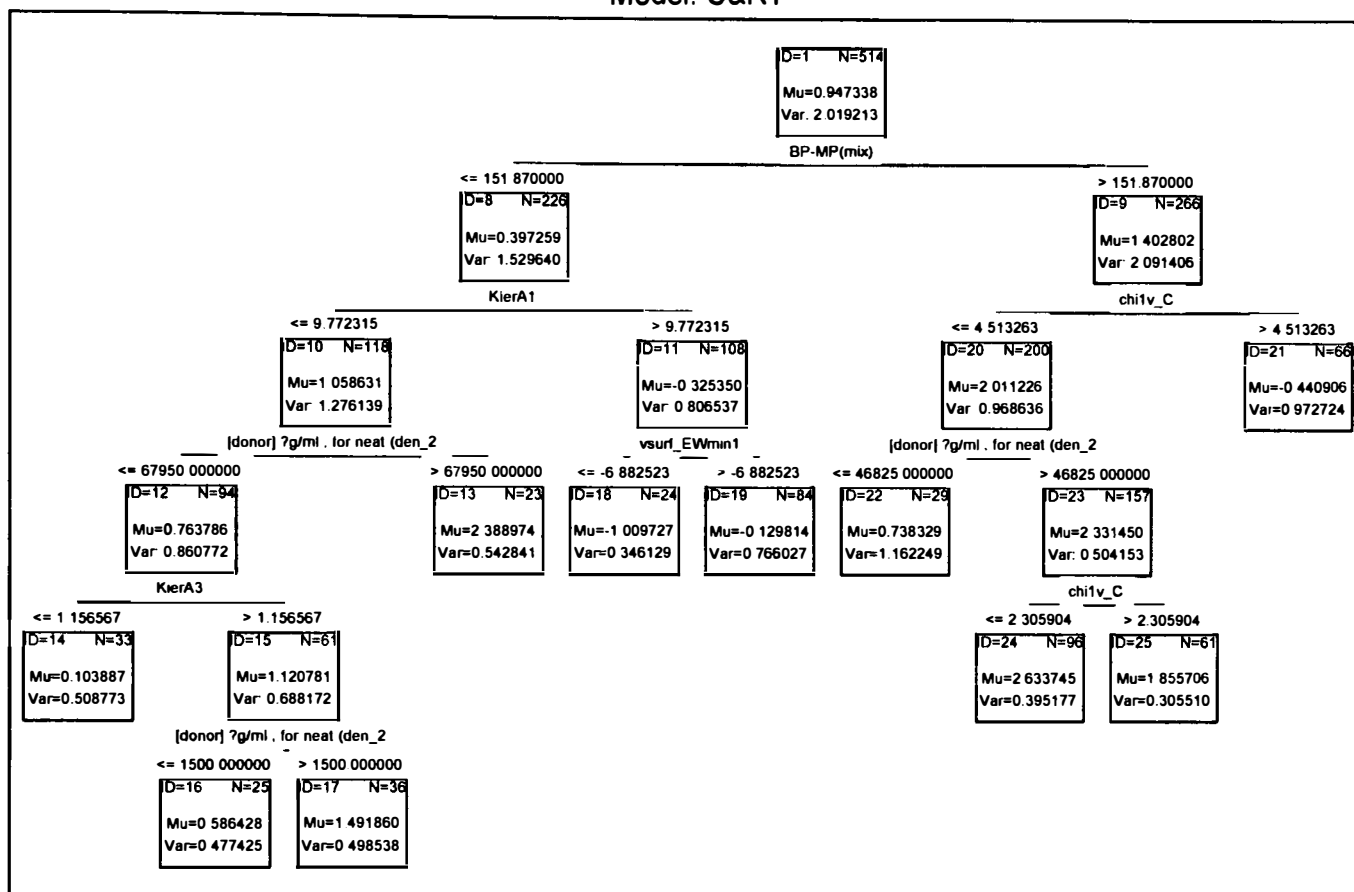 ID=1 N=514
Mu=0.947338
Var. 2.019213
BP-MP(mix)
<= 151 870000
> 151.870000
ID=8 N=226
Mu=0.397259
Var 1.529640
ID=9 N=266
Mu=1 402802
Var: 2 091406
KierA1
chi1v_C
<= 9.772315
> 9.772315
<= 4 513263
> 4 513263
ID=10 N=118
Mu=1 058631
Var 1.276139
ID=11 N=108
Mu=-0 325350
Var 0 806537
ID=20 N=200
Mu=2 011226
Var 0.968636
ID=21 N=66
Mu=-0 440906
Var=0 972724
[donor] ?g/ml , for neat (den_2
vsurf_EWmin1
[donor] ?g/ml , for neat (den_2
<= 67950 000000
> 67950 000000
<= -6 882523
> -6 882523
<= 46825 000000
> 46825 000000
ID=12 N=94
Mu=0.763786
Var 0.860772
ID=13 N=23
Mu=2 388974
Var=0.542841
ID=18 N=24
Mu=-1 009727
Var=0 346129
ID=19 N=84
Mu=-0 129814
Var=0 766027
ID=22 N=29
Mu=0.738329
Var=1.162249
ID=23 N=157
Mu=2 331450
Var: 0 504153
KierA3
chi1v_C
<= 1 156567
> 1.156567
<= 2 305904
> 2.305904
ID=14 N=33
Mu=0.103887
Var=0.508773
ID=15 N=61
Mu=1.120781
Var 0.688172
ID=24 N=96
Mu=2 633745
Var=0.395177
ID=25 N=61
Mu=1 855706
Var=0.305510
[donor] ?g/ml , for neat (den_2
<= 1500 000000
> 1500 000000
ID=16 N=25
Mu=0 586428
Var=0 477425
ID=17 N=36
Mu=1 491860
Var=0 498538